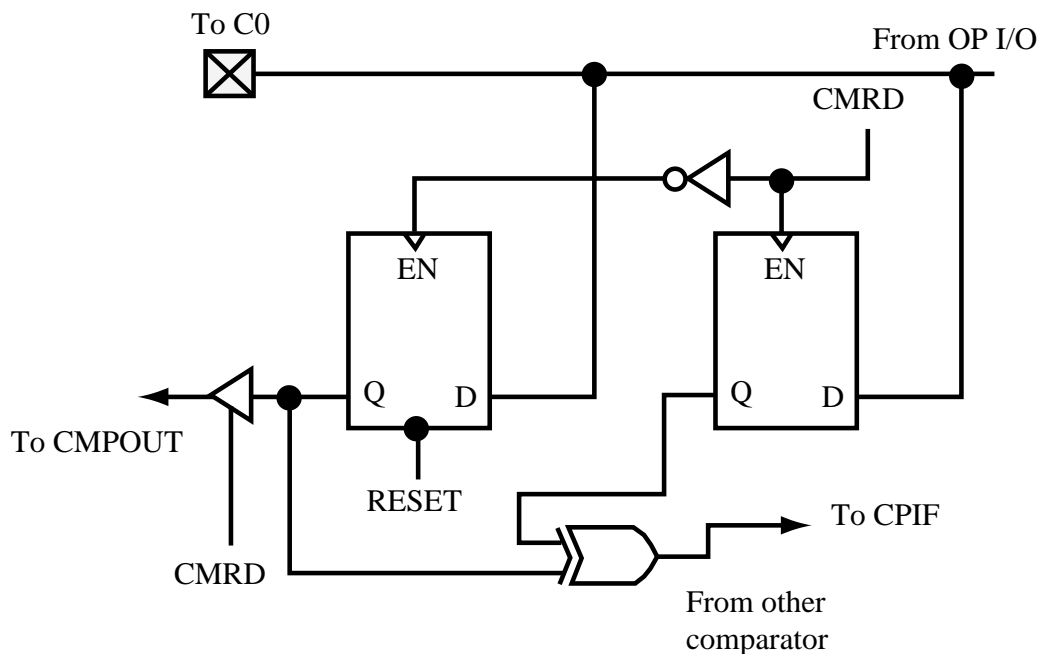 To C0
From OP I/O
CMRD
EN
EN
Q
D
Q
D
To CMPOUT
RESET
To CPIF
CMRD
From other
comparator